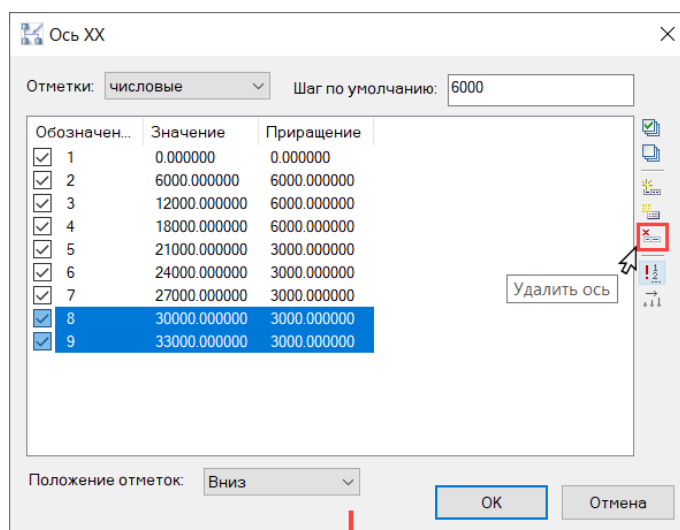 Ось XX
Отметки: числовые Шаг по умолчанию: 6000
Обозначен... Значение Приращение
1 0.000000 0.000000
2 6000.000000 6000.000000
3 12000.000000 6000.000000
4 18000.000000 6000.000000
5 21000.000000 3000.000000
6 24000.000000 3000.000000
7 27000.000000 3000.000000
8 30000.000000 3000.000000
9 33000.000000 3000.000000
Удалить ось
Положение отметок: Вниз
OK Отмена